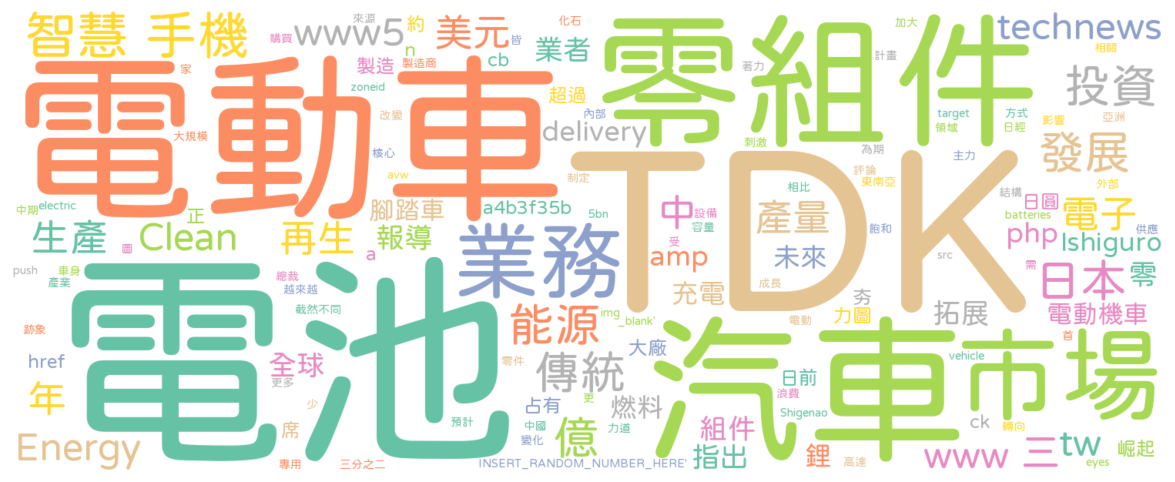 智慧 手機
來源
www5
約
美元
化石
皆
加大
technews
購買
n
業者
零組件
相關
電動車
家
製造
製造商
cb
計畫
投資
zoneid
超過
著力
大規模
改變
內部
delivery
target
方式
影響
亞洲
領域
日經
核心
刺激
為期
主力
發展
avw
制定
TDK
評論
東南亞
外部
中期
electric
正
腳踏車
a4b3f35b
5bn
中
設備
容量
相比
產量
結構
日圓
電子
batteries
供應
生產
Clean
再生
報導
業務
飽和
php
Ishiguro
圖
a
受
amp
未來
src
需
日本
零
push
車身
產業
總裁
越來越
充電
成長
截然不同
img
_blank'
夯
力圖
拓展
電動機車
跡象
電池
能源
電動
首
href
全球
更多
零件
傳統
大廠
汽車
市場
vehicle
日前
浪費
年
少
占有
更
燃料
Shigenao
預計
中國
力道
ck
轉向
Energy
席
變化
億
組件
指出
鋰
高達
www
三
tw
崛起
eyes
專用
三分之二
INSERT_RANDOM_NUMBER_HERE'